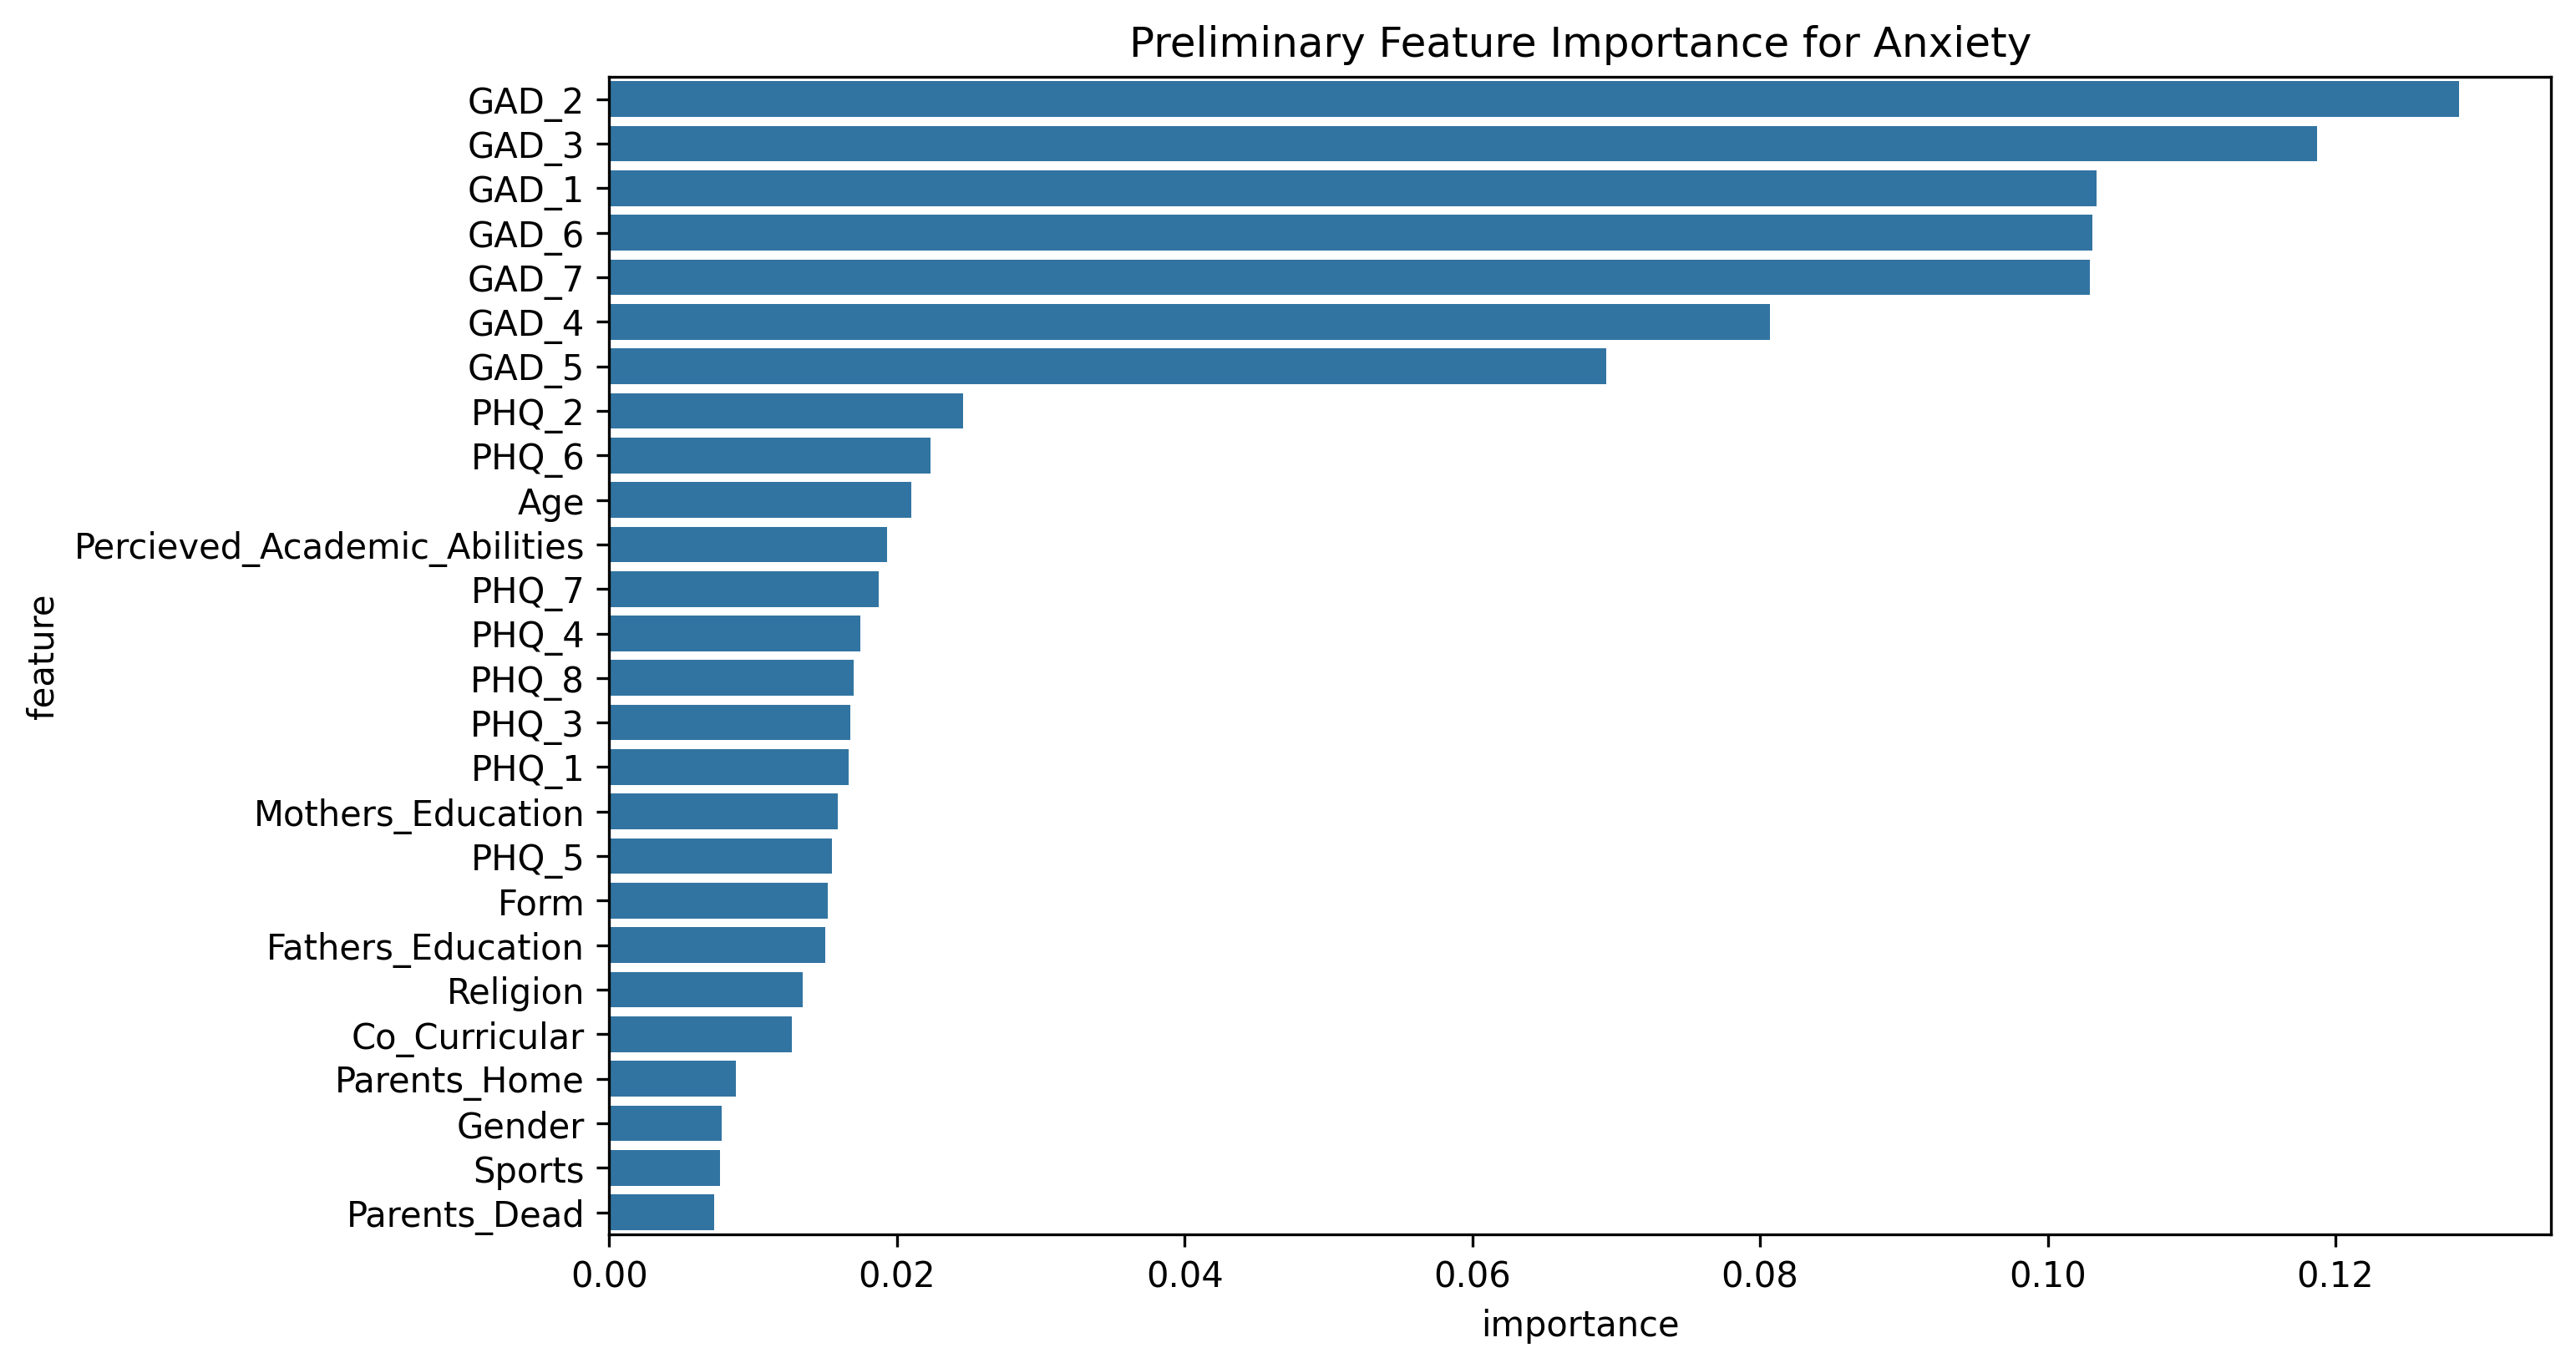 Preliminary Feature Importance for Anxiety
GAD_2
GAD_3
GAD_1
GAD_6
GAD_7
GAD_4
GAD_5
PHQ_2
PHQ_6
Age
Percieved_Academic_Abilities
PHQ_7
PHQ_4
PHQ_8
PHQ_3
PHQ_1
Mothers_Education
PHQ_5
Form
Fathers_Education
Religion
Co_Curricular
Parents_Home
Gender
Sports
Parents_Dead
feature
0.00 0.02 0.04 0.06 0.08 0.10 0.12
importance